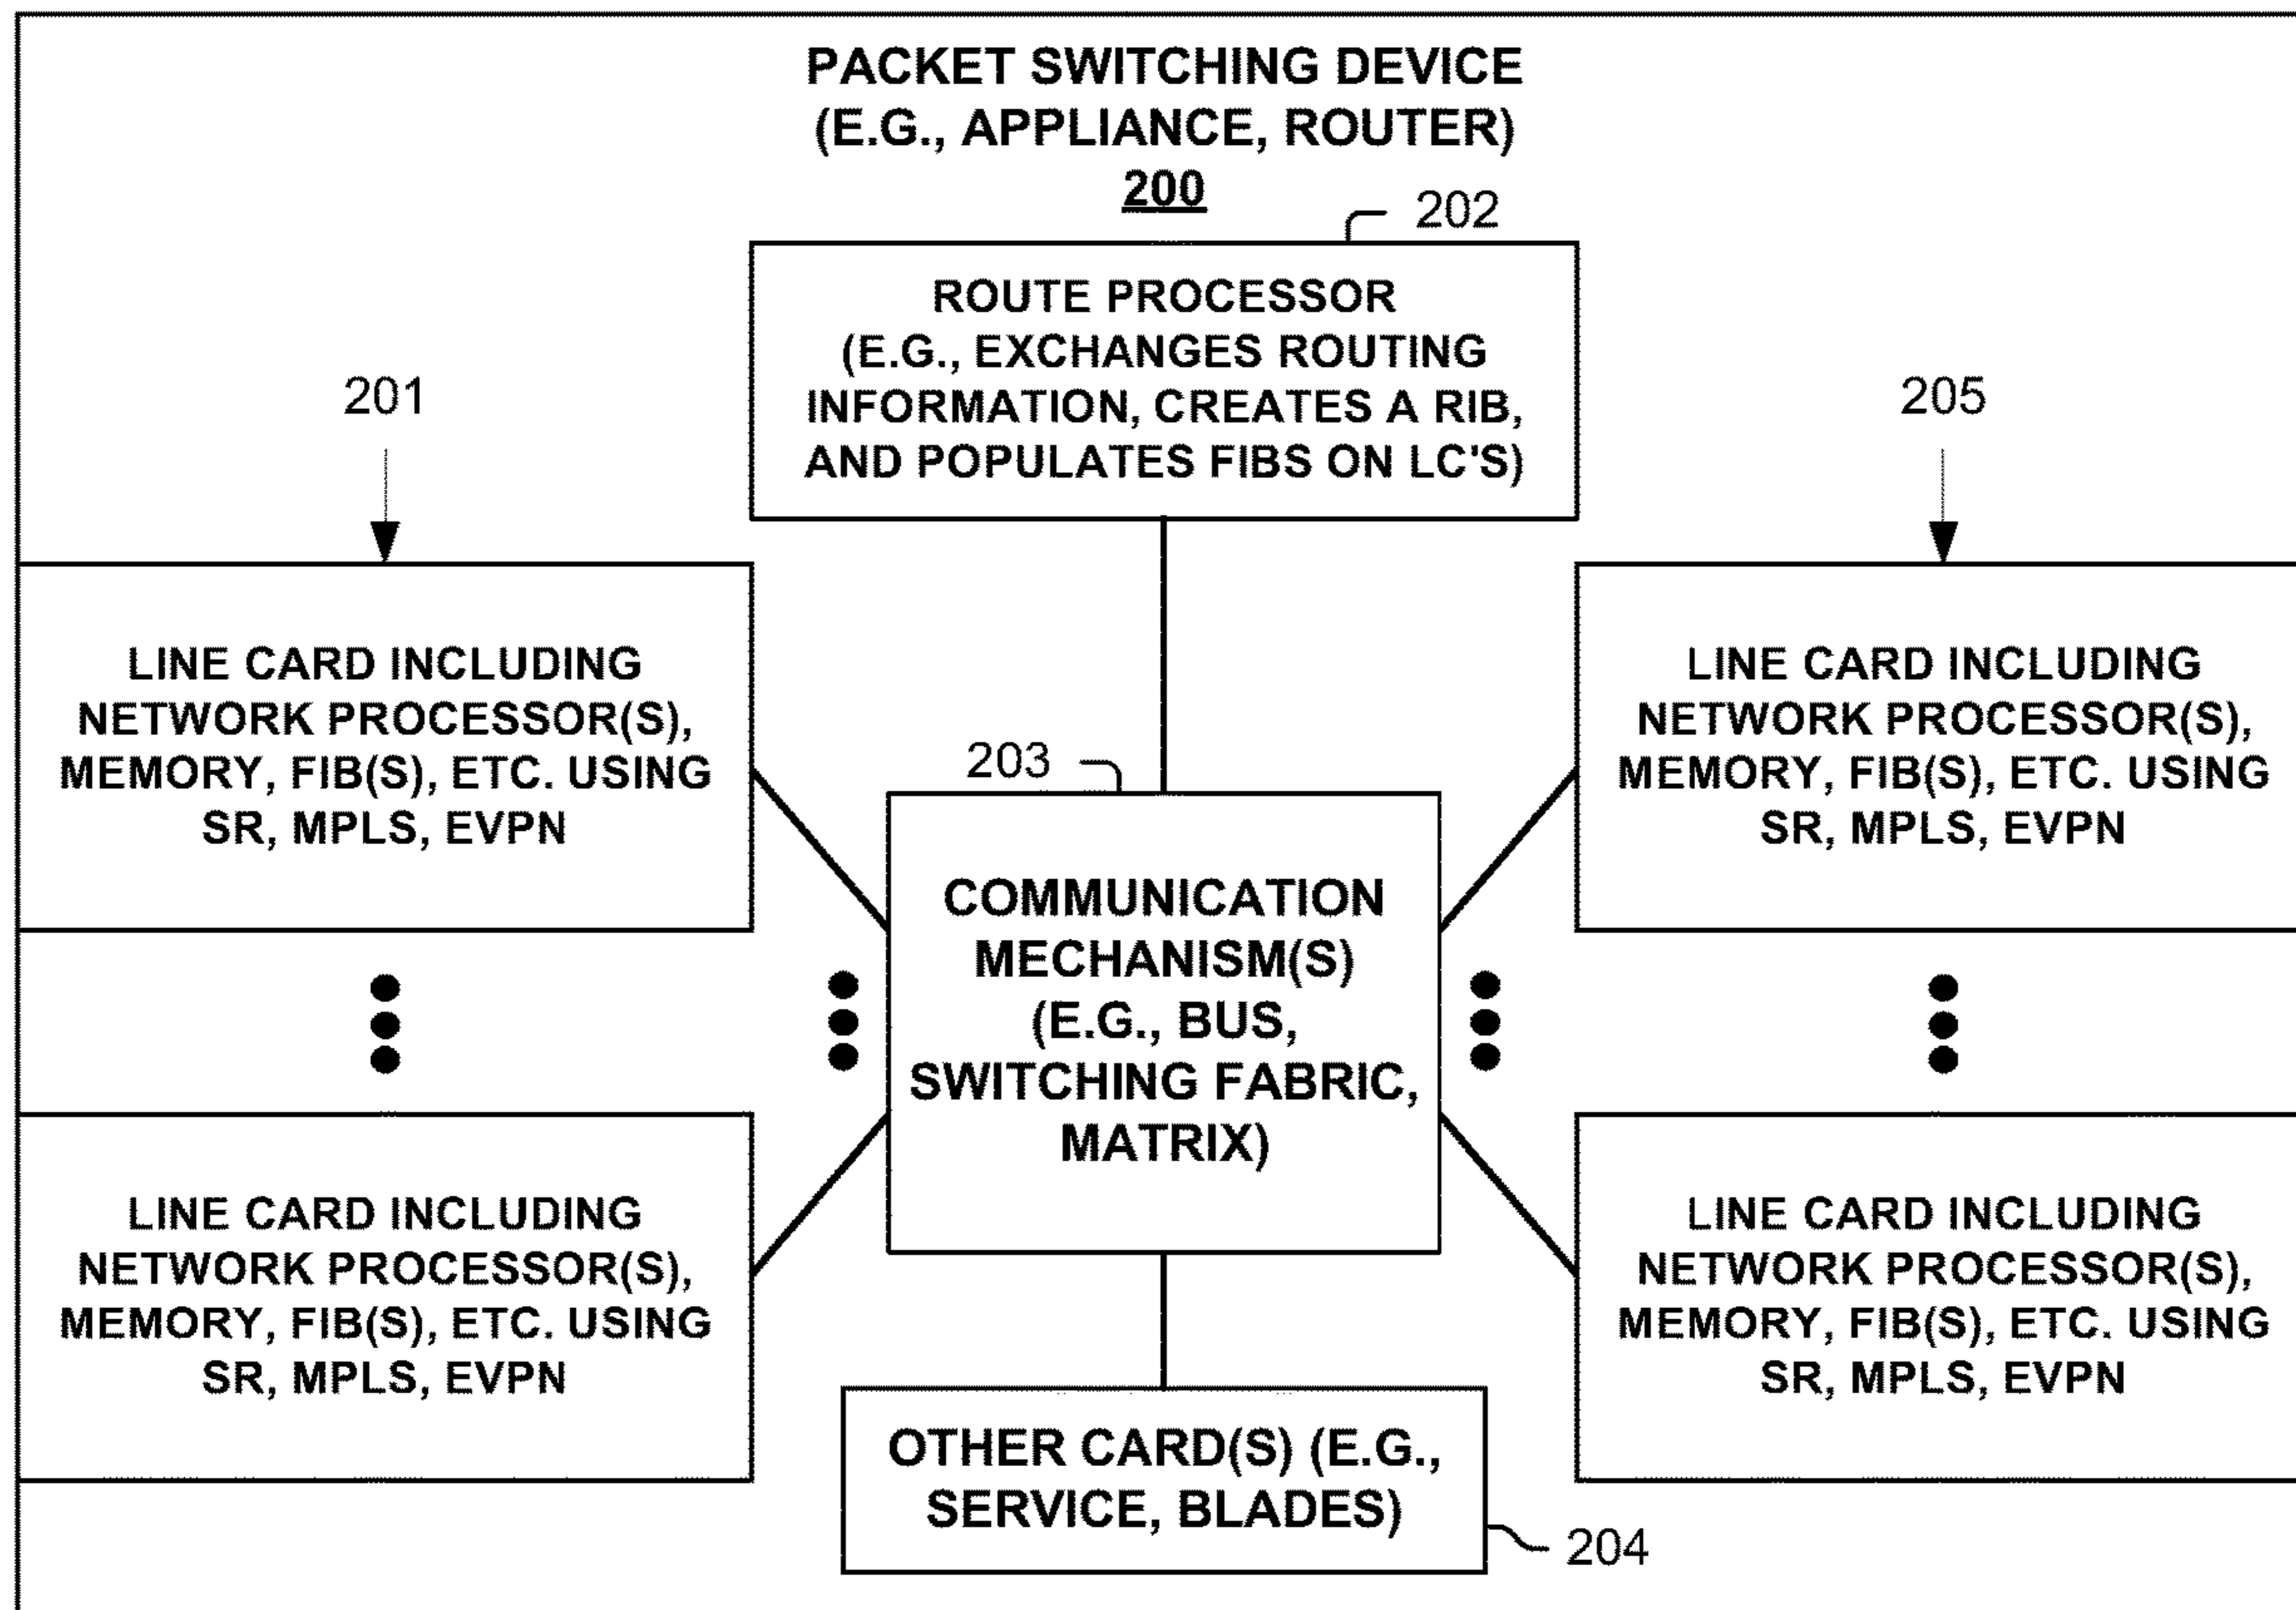 PACKET SWITCHING DEVICE
(E.G., APPLIANCE, ROUTER)
200
202
ROUTE PROCESSOR
(E.G., EXCHANGES ROUTING
INFORMATION, CREATES A RIB,
AND POPULATES FIBS ON LC'S)
201
205
LINE CARD INCLUDING
NETWORK PROCESSOR(S),
MEMORY, FIB(S), ETC. USING
SR, MPLS, EVPN
LINE CARD INCLUDING
NETWORK PROCESSOR(S),
MEMORY, FIB(S), ETC. USING
SR, MPLS, EVPN
203
COMMUNICATION
MECHANISM(S)
(E.G., BUS,
SWITCHING FABRIC,
MATRIX)
LINE CARD INCLUDING
NETWORK PROCESSOR(S),
MEMORY, FIB(S), ETC. USING
SR, MPLS, EVPN
LINE CARD INCLUDING
NETWORK PROCESSOR(S),
MEMORY, FIB(S), ETC. USING
SR, MPLS, EVPN
OTHER CARD(S) (E.G.,
SERVICE, BLADES)
204